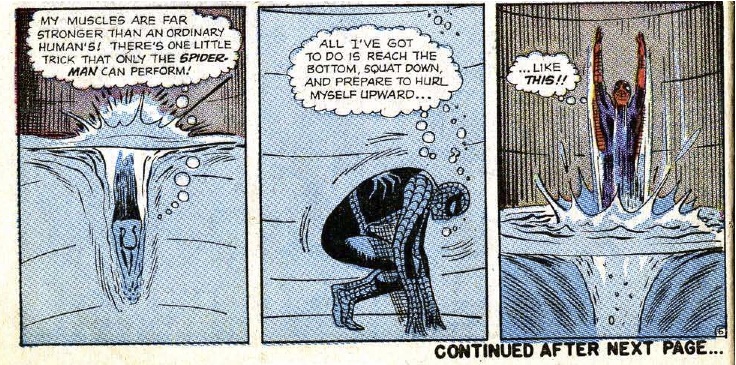 MY MUSCLES ARE FAR
STRONGER THAN AN ORDINARY
HUMAN'S! THERE'S ONE LITTLE
TRICK THAT ONLY THE SPIDER-
MAN CAN PERFORM!
ALL I'VE GOT
TO DO IS REACH THE
BOTTOM, SQUAT DOWN,
AND PREPARE TO HURL
MYSELF UPWARD...
...LIKE
THIS!!
5
CONTINUED AFTER NEXT PAGE...